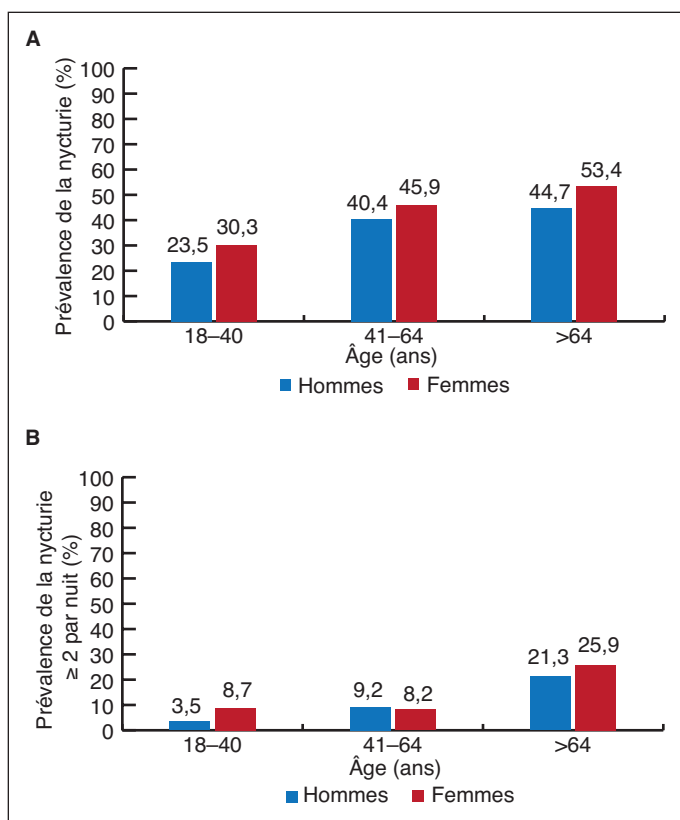 A
Prévalence de la nycturie (%)
100
90
80
70
60
50
40
30
20
10
0
23,5 30,3 40,4 45,9 44,7 53,4
18–40 41–64 >64
Âge (ans)
Hommes Femmes
B
Prévalence de la nycturie
≥ 2 par nuit (%)
100
90
80
70
60
50
40
30
20
10
0
3,5 8,7 9,2 8,2 21,3 25,9
18–40 41–64 >64
Âge (ans)
Hommes Femmes